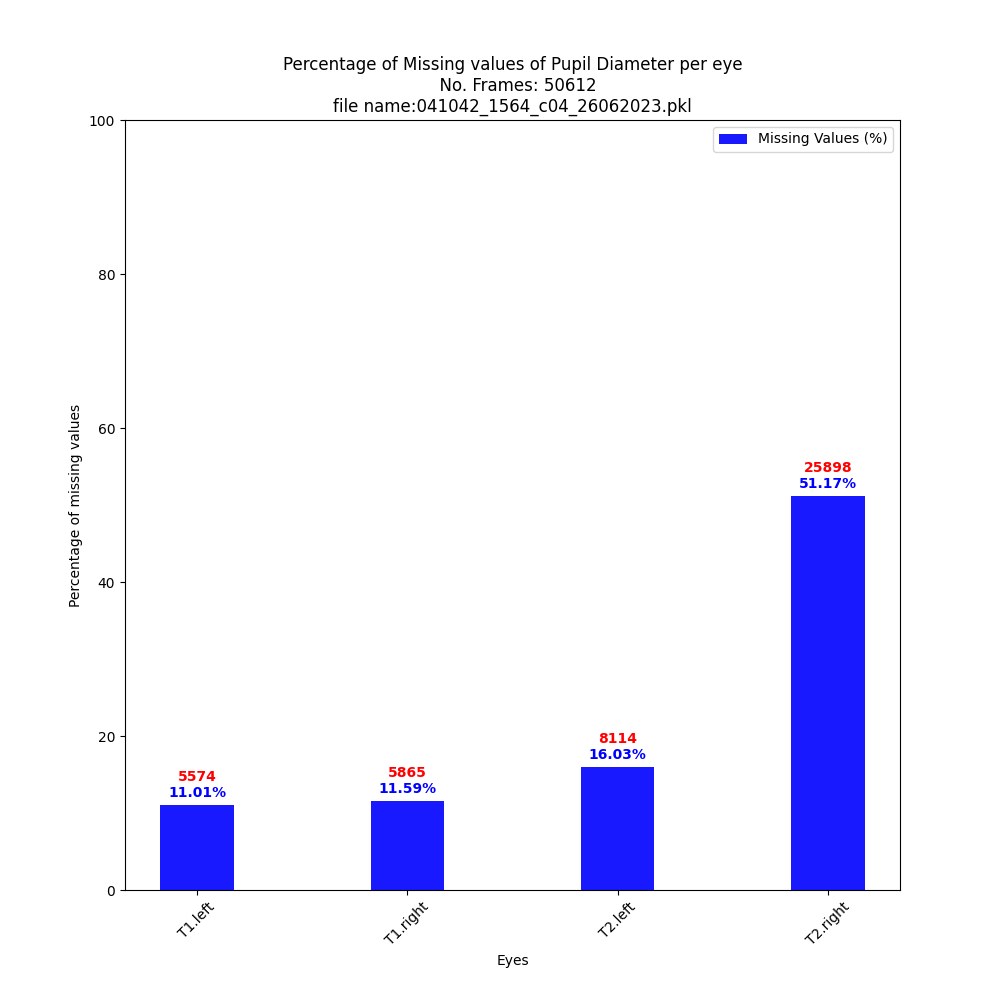 Percentage of Missing values of Pupil Diameter per eye
No. Frames: 50612
file name:041042_1564_c04_26062023.pkl
Missing Values (%)
100
80
60
40
20
0
Percentage of missing values
5574
11.01%
5865
11.59%
8114
16.03%
25898
51.17%
T1.left
T1.right
T2.left
T2.right
Eyes